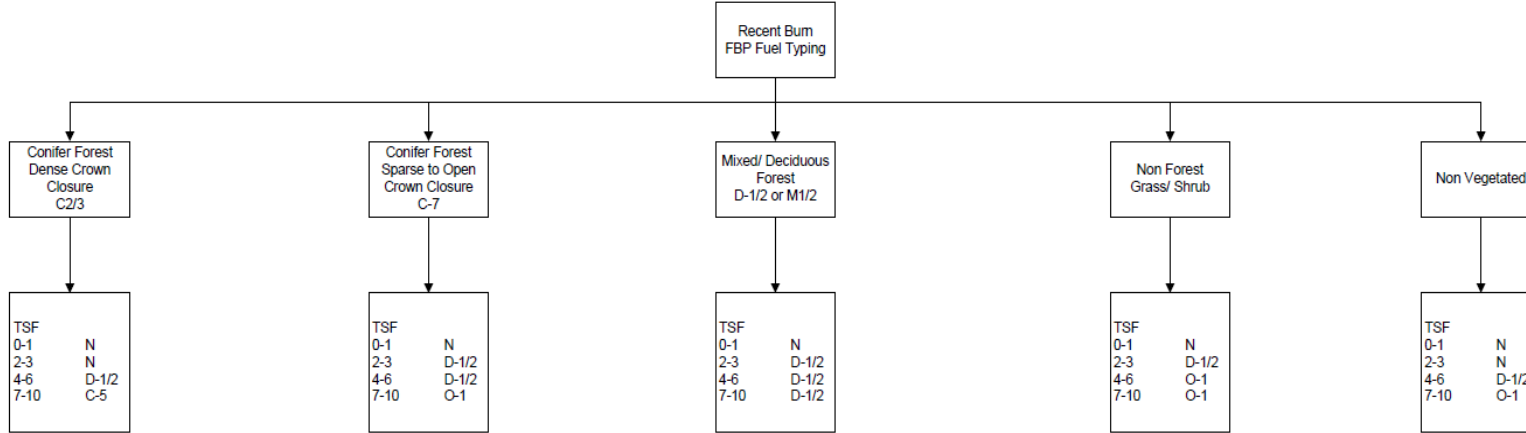 Recent Burn
FBP Fuel Typing
Conifer Forest
Dense Crown
Closure
C2/3
Conifer Forest
Sparse to Open
Crown Closure
C-7
Mixed/ Deciduous
Forest
D-1/2 or M1/2
Non Forest
Grass/ Shrub
Non Vegetated
TSF
0-1 N
2-3 N
4-6 D-1/2
7-10 C-5
TSF
0-1 N
2-3 D-1/2
4-6 D-1/2
7-10 O-1
TSF
0-1 N
2-3 D-1/2
4-6 D-1/2
7-10 D-1/2
TSF
0-1 N
2-3 D-1/2
4-6 O-1
7-10 O-1
TSF
0-1 N
2-3 N
4-6 D-1/2
7-10 O-1